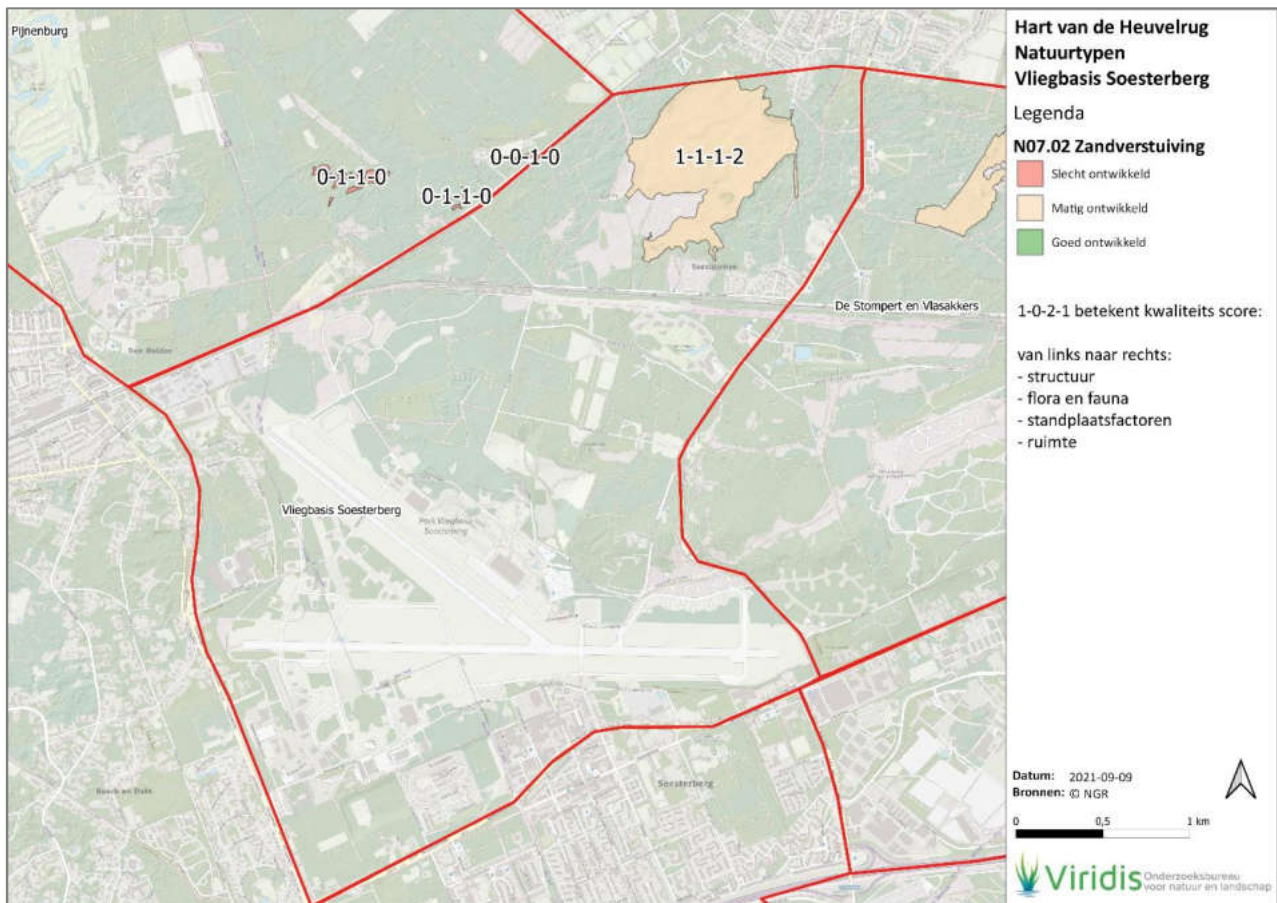 Pijnenburg
0-1-1-0
0-0-1-0
0-1-1-0
1-1-1-2
De Stompert en Vlasakkers
Den Dolder
Vliegbasis Soesterberg
Park Vliegbasis
Soesterberg
Soesterberg
Bosch en Duin
Hart van de Heuvelrug
Natuurtypen
Vliegbasis Soesterberg
Legenda
N07.02 Zandverstuiving
Slecht ontwikkeld
Matig ontwikkeld
Goed ontwikkeld
1-0-2-1 betekent kwaliteits score:
van links naar rechts:
- structuur
- flora en fauna
- standplaatsfactoren
- ruimte
Datum: 2021-09-09
Bronnen: © NGR
0 0,5 1 km
Viridis Onderzoeksbureau
voor natuur en landschap